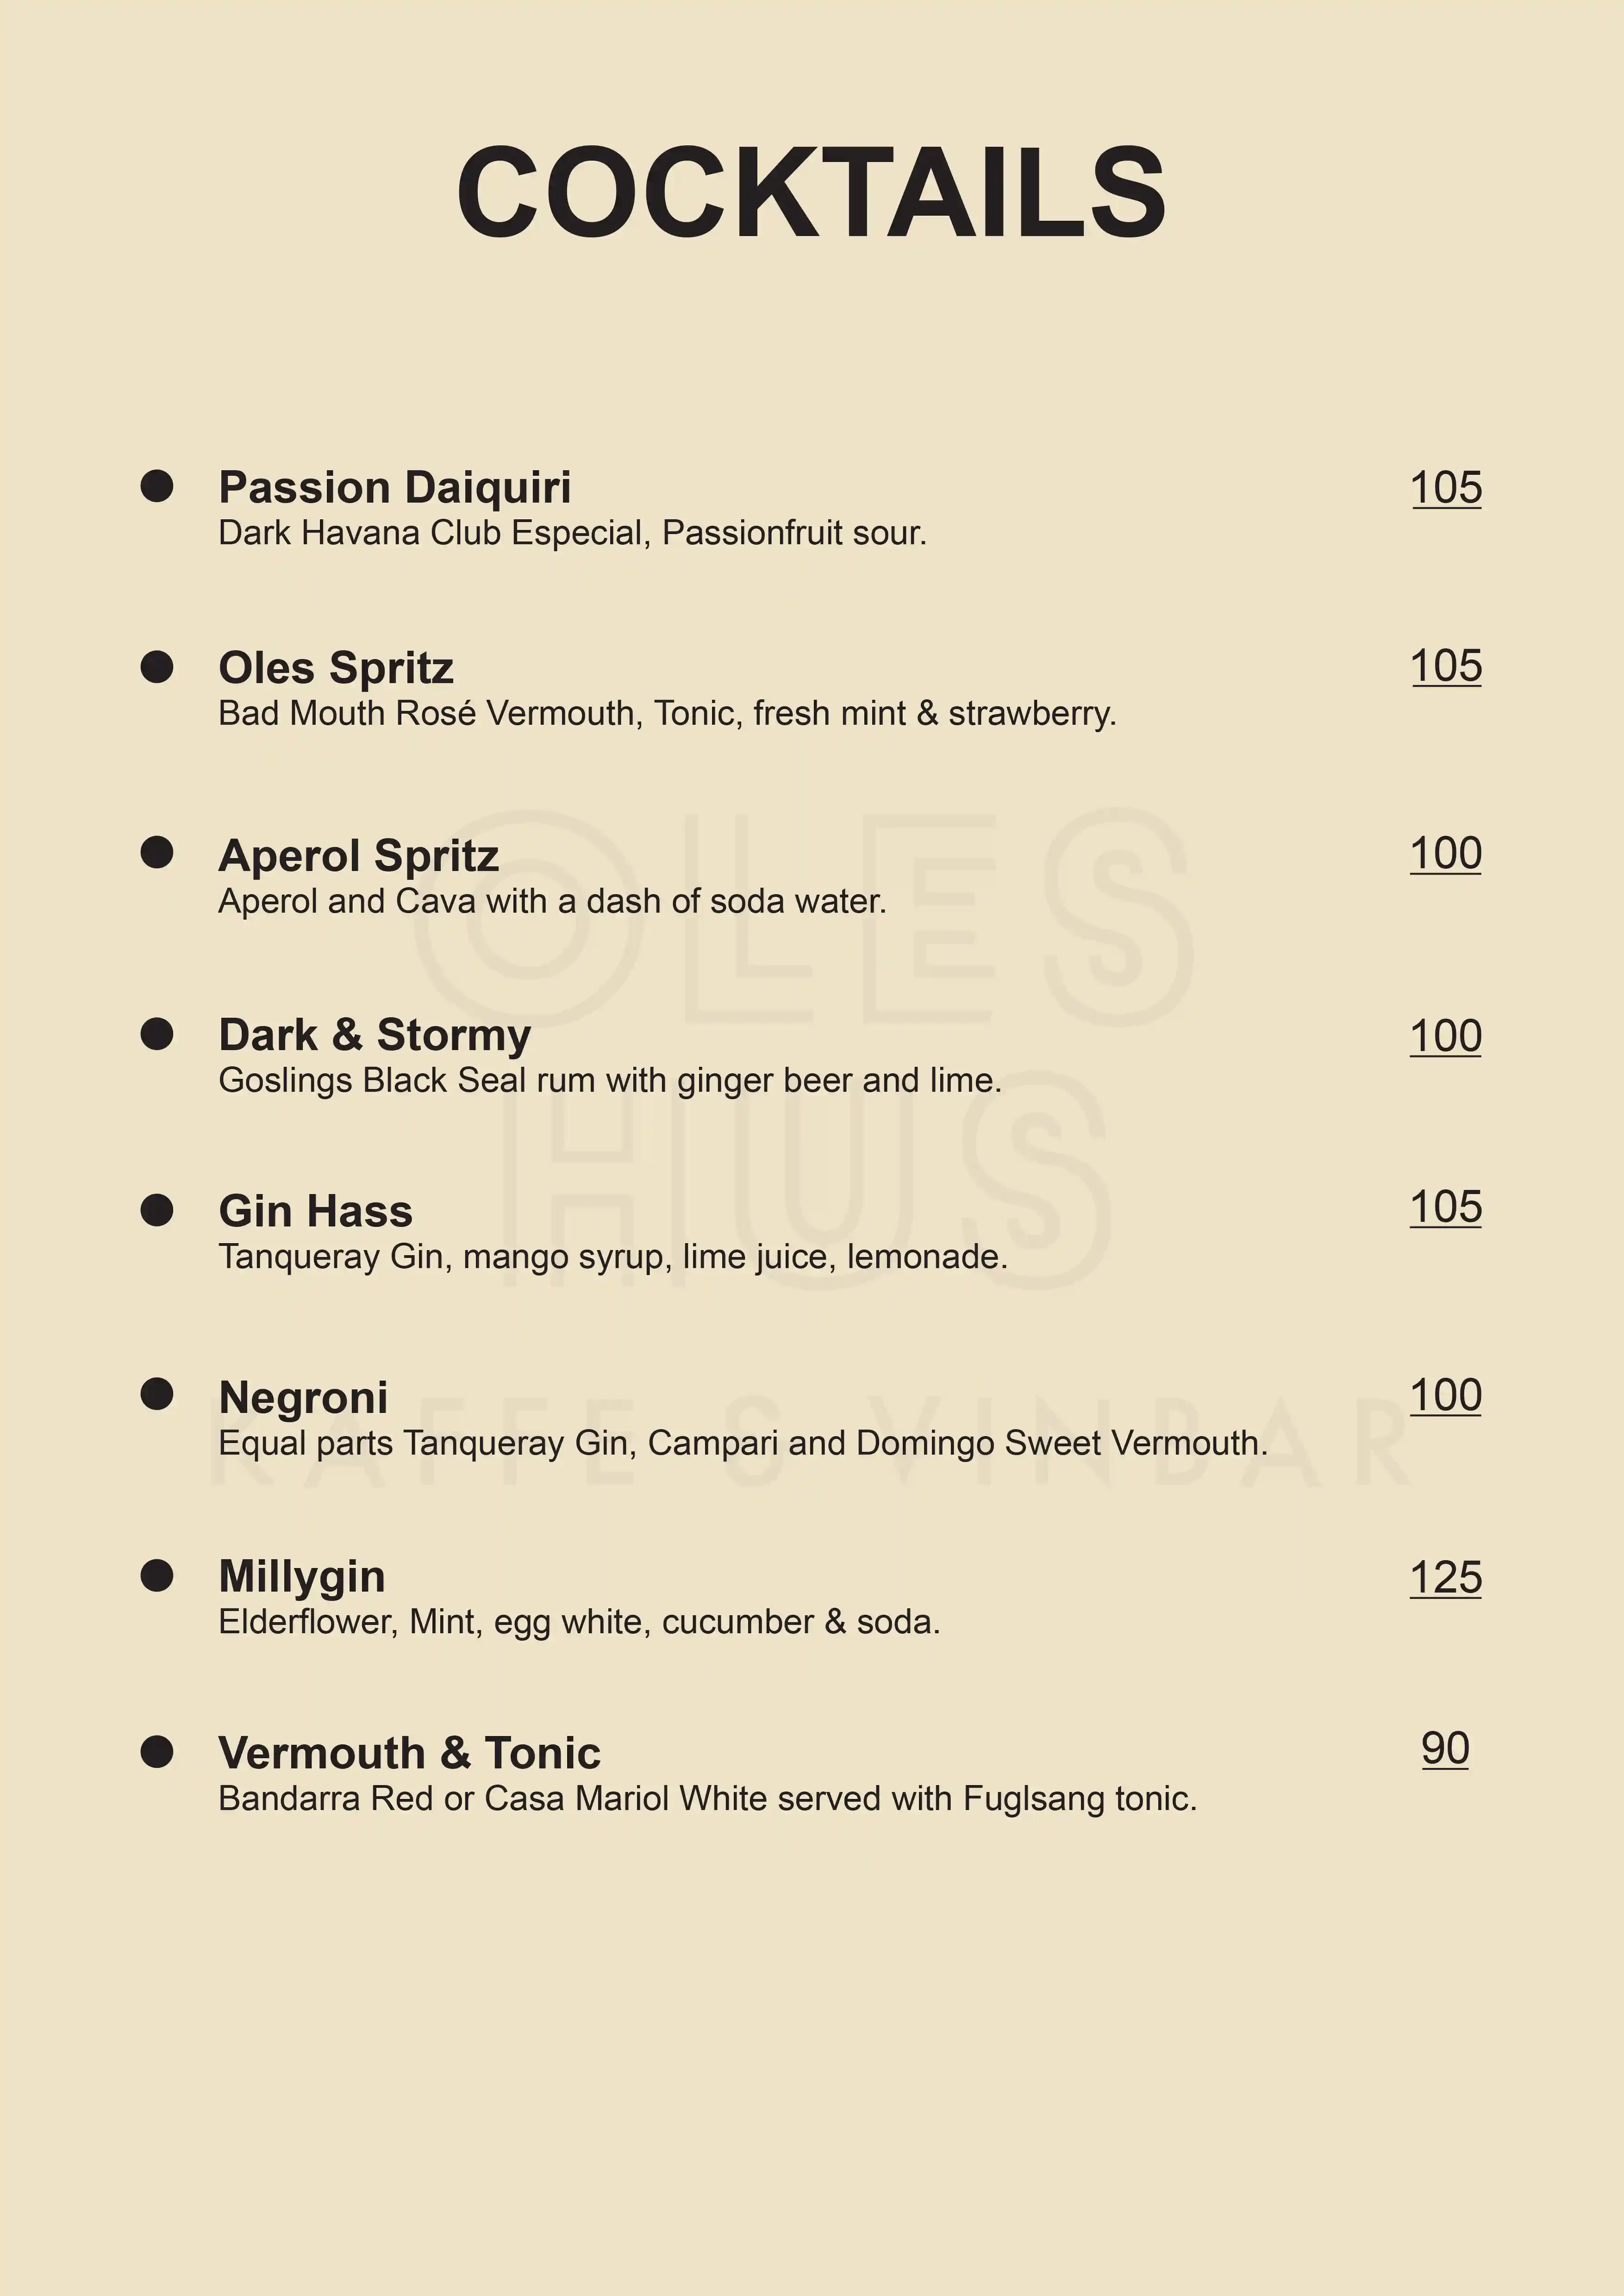 COCKTAILS
Passion Daiquiri 105
Dark Havana Club Especial, Passionfruit sour.
Oles Spritz 105
Bad Mouth Rosé Vermouth, Tonic, fresh mint & strawberry.
Aperol Spritz 100
Aperol and Cava with a dash of soda water.
OLES
Dark & Stormy 100
Goslings Black Seal rum with ginger beer and lime.
HUS
Gin Hass 105
Tanqueray Gin, mango syrup, lime juice, lemonade.
Negroni 100
Equal parts Tanqueray Gin, Campari and Domingo Sweet Vermouth.
KAFFE & VINBAR
Millygin 125
Elderflower, Mint, egg white, cucumber & soda.
Vermouth & Tonic 90
Bandarra Red or Casa Mariol White served with Fuglsang tonic.